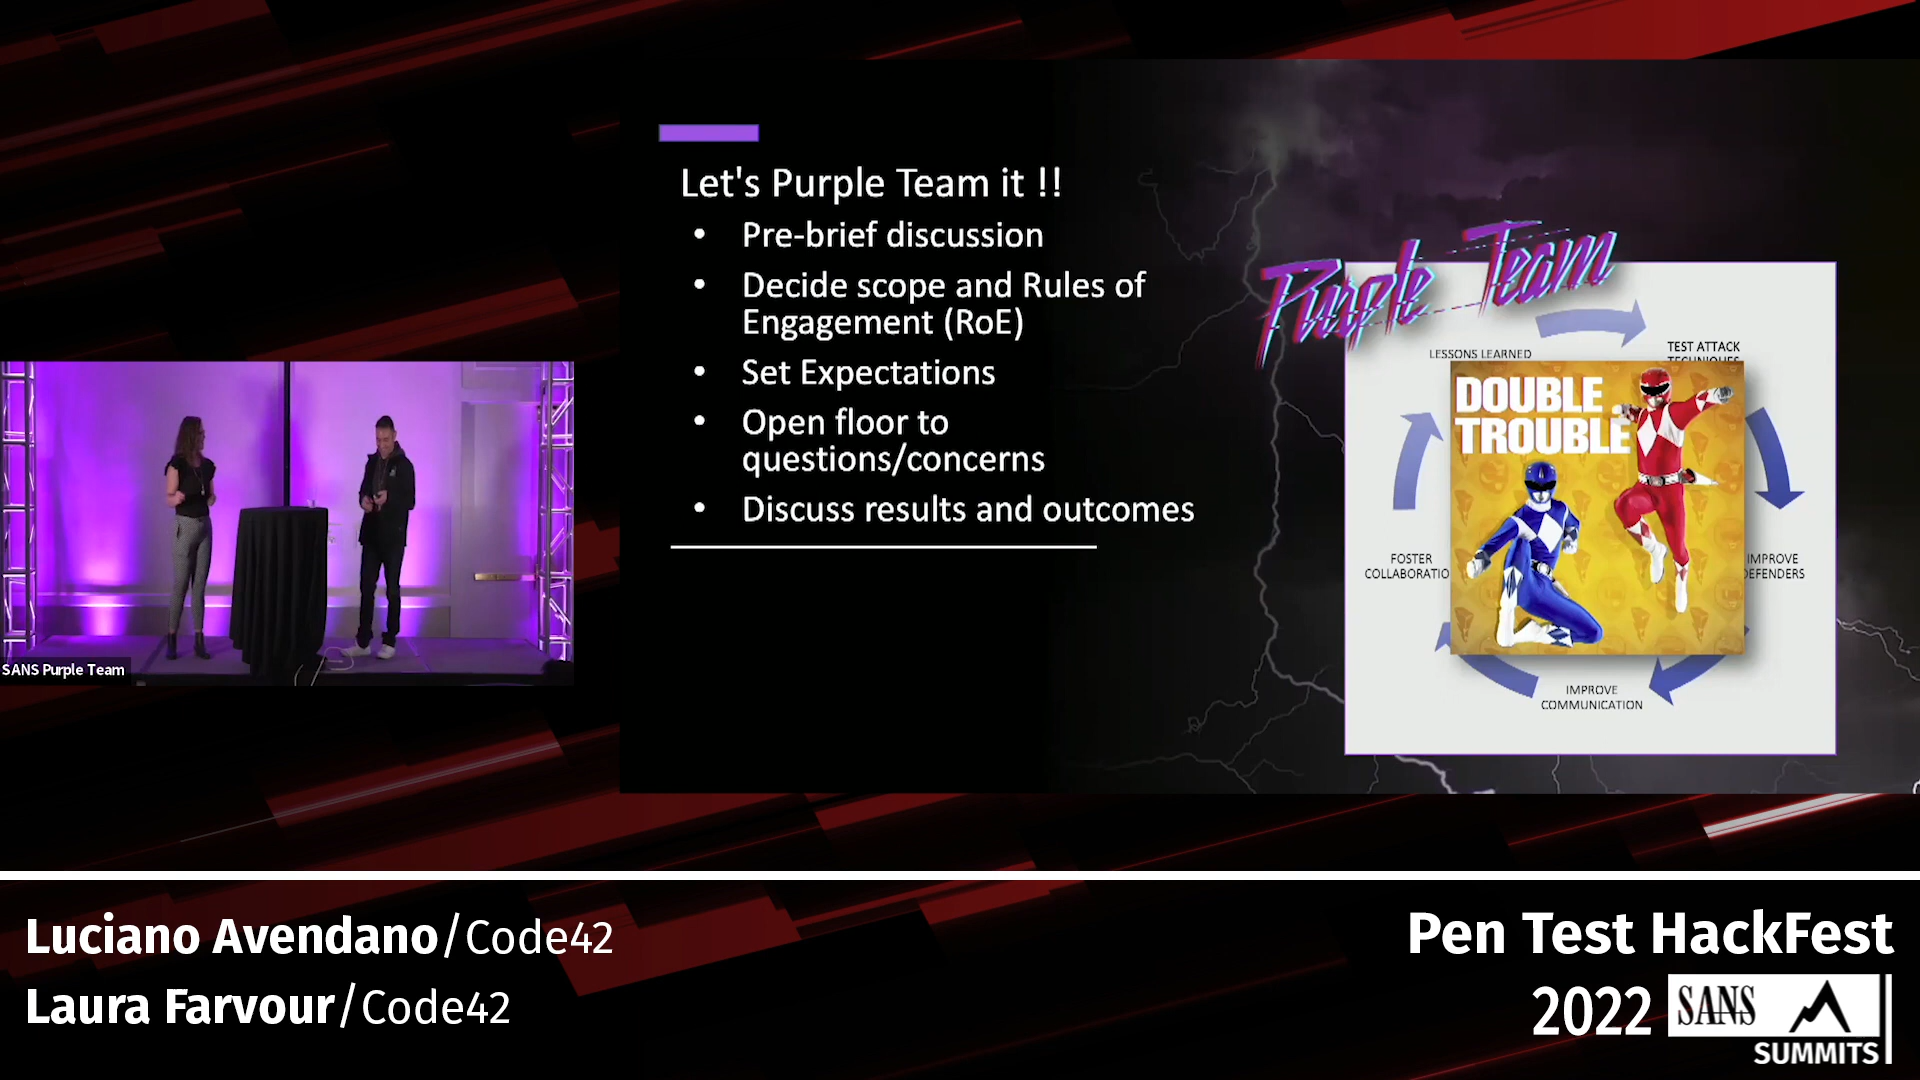 Let's Purple Team it !!
• Pre-brief discussion
• Decide scope and Rules of
Engagement (RoE)
• Set Expectations
• Open floor to
questions/concerns
• Discuss results and outcomes
Purple Team
LESSONS LEARNED
TEST ATTACK
TECHNIQUES
DOUBLE
TROUBLE
FOSTER
COLLABORATIO
IMPROVE
DEFENDERS
IMPROVE
COMMUNICATION
SANS Purple Team
Luciano Avendano/Code42
Laura Farvour/Code42
Pen Test HackFest
2022 SANS
SUMMITS